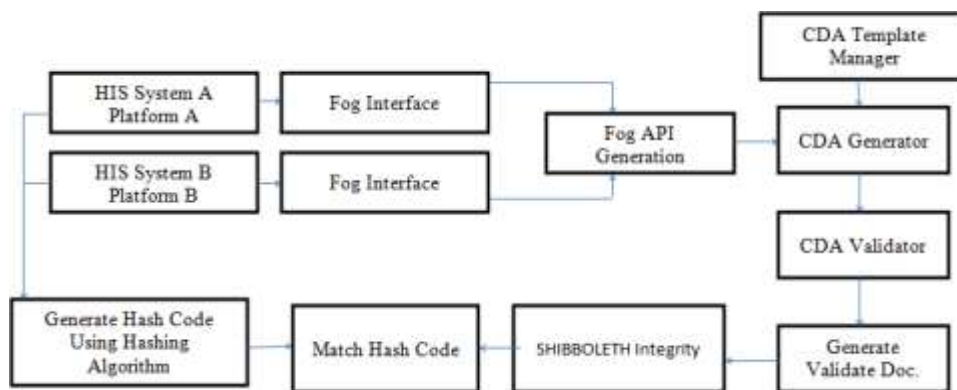 CDA Template
Manager
HIS System A
Platform A
Fog Interface
Fog API
Generation
CDA Generator
HIS System B
Platform B
Fog Interface
CDA Validator
Generate Hash Code
Using Hashing
Algorithm
Match Hash Code
SHIBBOLETH Integrity
Generate
Validate Doc.